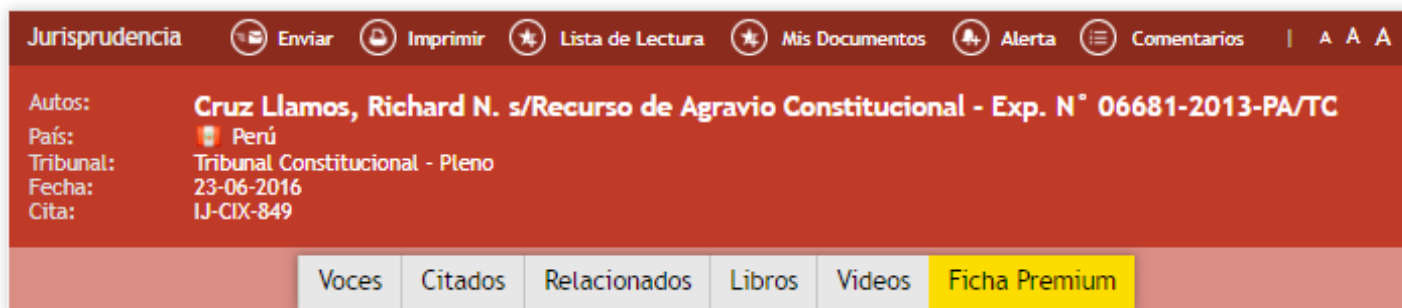 Jurisprudencia Enviar Imprimir Lista de Lectura Mis Documentos Alerta Comentarios | A A A
Autos: Cruz Llamos, Richard N. s/Recurso de Agravio Constitucional - Exp. N° 06681-2013-PA/TC
País: Perú
Tribunal: Tribunal Constitucional - Pleno
Fecha: 23-06-2016
Cita: IJ-CIX-849
Voces Citados Relacionados Libros Videos Ficha Premium